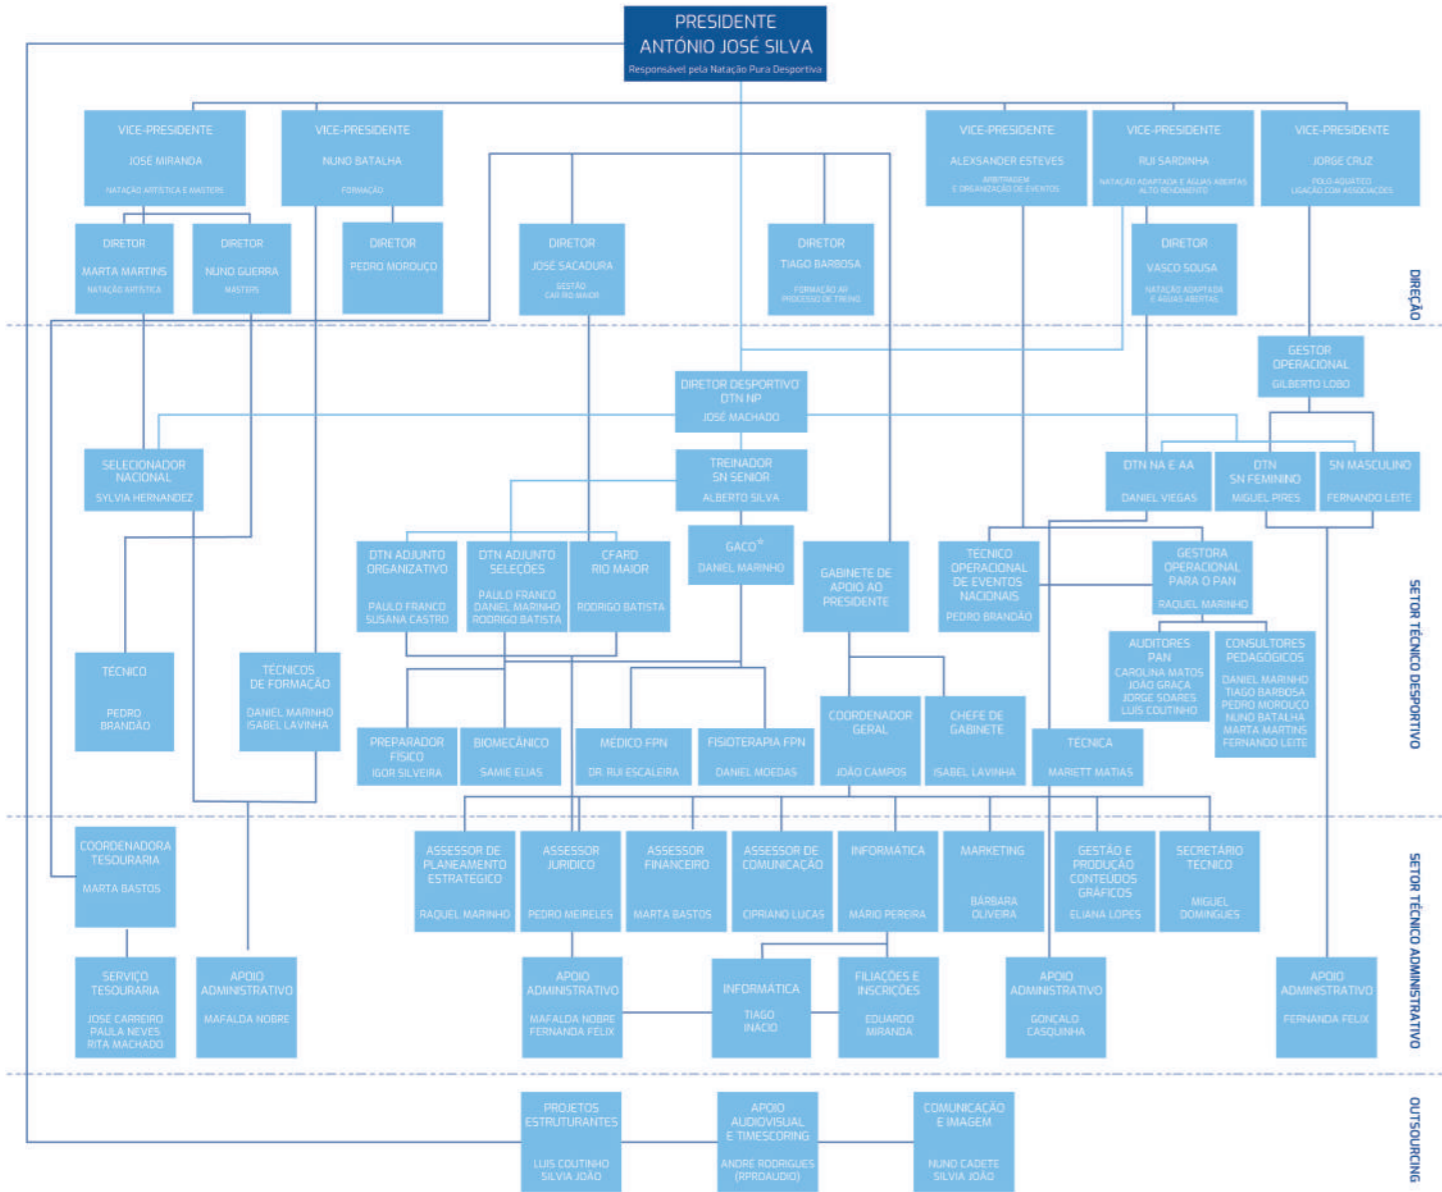 PRESIDENTE
ANTÓNIO JOSÉ SILVA
Responsável pela Natação Pura Desportiva
VICE-PRESIDENTE
JOSÉ MIRANDA
NATAÇÃO ARTÍSTICA E MASTERS
VICE-PRESIDENTE
NUNO BATALHA
FORMAÇÃO
VICE-PRESIDENTE
ALEXSANDER ESTEVES
ARBITRAGEM
E ORGANIZAÇÃO DE EVENTOS
VICE-PRESIDENTE
RUI SARDINHA
NATAÇÃO ADAPTADA E ÁGUAS ABERTAS
ALTO RENDIMENTO
VICE-PRESIDENTE
JORGE CRUZ
POLO AQUÁTICO
LIGAÇÃO COM ASSOCIAÇÕES
DIRETOR
MARTA MARTINS
NATAÇÃO ARTÍSTICA
DIRETOR
NUNO GUERRA
MASTERS
DIRETOR
PEDRO MOROUÇO
DIRETOR
JOSÉ SACADURA
GESTÃO
CAR RIO MAIOR
DIRETOR
TIAGO BARBOSA
FORMAÇÃO AR
PROCESSO DE TREINO
DIRETOR
VASCO SOUSA
NATAÇÃO ADAPTADA
E ÁGUAS ABERTAS
DIREÇÃO
GESTOR
OPERACIONAL
GILBERTO LOBO
DIRETOR DESPORTIVO
DTN NP
JOSÉ MACHADO
SELECIONADOR
NACIONAL
SYLVIA HERNANDEZ
TREINADOR
SN SENIOR
ALBERTO SILVA
DTN NA E AA
DANIEL VIEGAS
DTN
SN FEMININO
MIGUEL PIRES
SN MASCULINO
FERNANDO LEITE
DTN ADJUNTO
ORGANIZATIVO
PAULO FRANCO
SUSANA CASTRO
DTN ADJUNTO
SELEÇÕES
PAULO FRANCO
DANIEL MARINHO
RODRIGO BATISTA
CFARD
RIO MAIOR
RODRIGO BATISTA
GACO*
DANIEL MARINHO
GABINETE DE
APOIO AO
PRESIDENTE
TÉCNICO
OPERACIONAL
DE EVENTOS
NACIONAIS
PEDRO BRANDÃO
GESTORA
OPERACIONAL
PARA O PAN
RAQUEL MARINHO
SETOR TÉCNICO DESPORTIVO
TÉCNICO
PEDRO
BRANDÃO
TÉCNICOS
DE FORMAÇÃO
DANIEL MARINHO
ISABEL LAVINHA
AUDITORES
PAN
CAROLINA MATOS
JOÃO GRAÇA
JORGE SOARES
LUÍS COUTINHO
CONSULTORES
PEDAGÓGICOS
DANIEL MARINHO
TIAGO BARBOSA
PEDRO MOROUÇO
NUNO BATALHA
MARTA MARTINS
FERNANDO LEITE
PREPARADOR
FÍSICO
IGOR SILVEIRA
BIOMECÂNICO
SAMIE ELIAS
MÉDICO FPN
DR. RUI ESCALEIRA
FISIOTERAPIA FPN
DANIEL MOEDAS
COORDENADOR
GERAL
JOÃO CAMPOS
CHEFE DE
GABINETE
ISABEL LAVINHA
TÉCNICA
MARIETT MATIAS
COORDENADORA
TESOURARIA
MARTA BASTOS
ASSESSOR DE
PLANEAMENTO
ESTRATÉGICO
RAQUEL MARINHO
ASSESSOR
JURIDICO
PEDRO MEIRELES
ASSESSOR
FINANCEIRO
MARTA BASTOS
ASSESSOR DE
COMUNICAÇÃO
CIPRIANO LUCAS
INFORMÁTICA
MÁRIO PEREIRA
MARKETING
BÁRBARA
OLIVEIRA
GESTÃO E
PRODUÇÃO
CONTEÚDOS
GRÁFICOS
ELIANA LOPES
SECRETÁRIO
TÉCNICO
MIGUEL
DOMINGUES
SETOR TÉCNICO ADMINISTRATIVO
SERVIÇO
TESOURARIA
JOSÉ CARREIRO
PAULA NEVES
RITA MACHADO
APOIO
ADMINISTRATIVO
MAFALDA NOBRE
APOIO
ADMINISTRATIVO
MAFALDA NOBRE
FERNANDA FELIX
INFORMÁTICA
TIAGO
INÁCIO
FILIAÇÕES E
INSCRIÇÕES
EDUARDO
MIRANDA
APOIO
ADMINISTRATIVO
GONÇALO
CASQUINHA
APOIO
ADMINISTRATIVO
FERNANDA FELIX
PROJETOS
ESTRUTURANTES
LUIS COUTINHO
SILVIA JOÃO
APOIO
AUDIOVISUAL
E TIMESCORING
ANDRÉ RODRIGUES
(RPROAUDIO)
COMUNICAÇÃO
E IMAGEM
NUNO CADETE
SILVIA JOÃO
OUTSOURCING